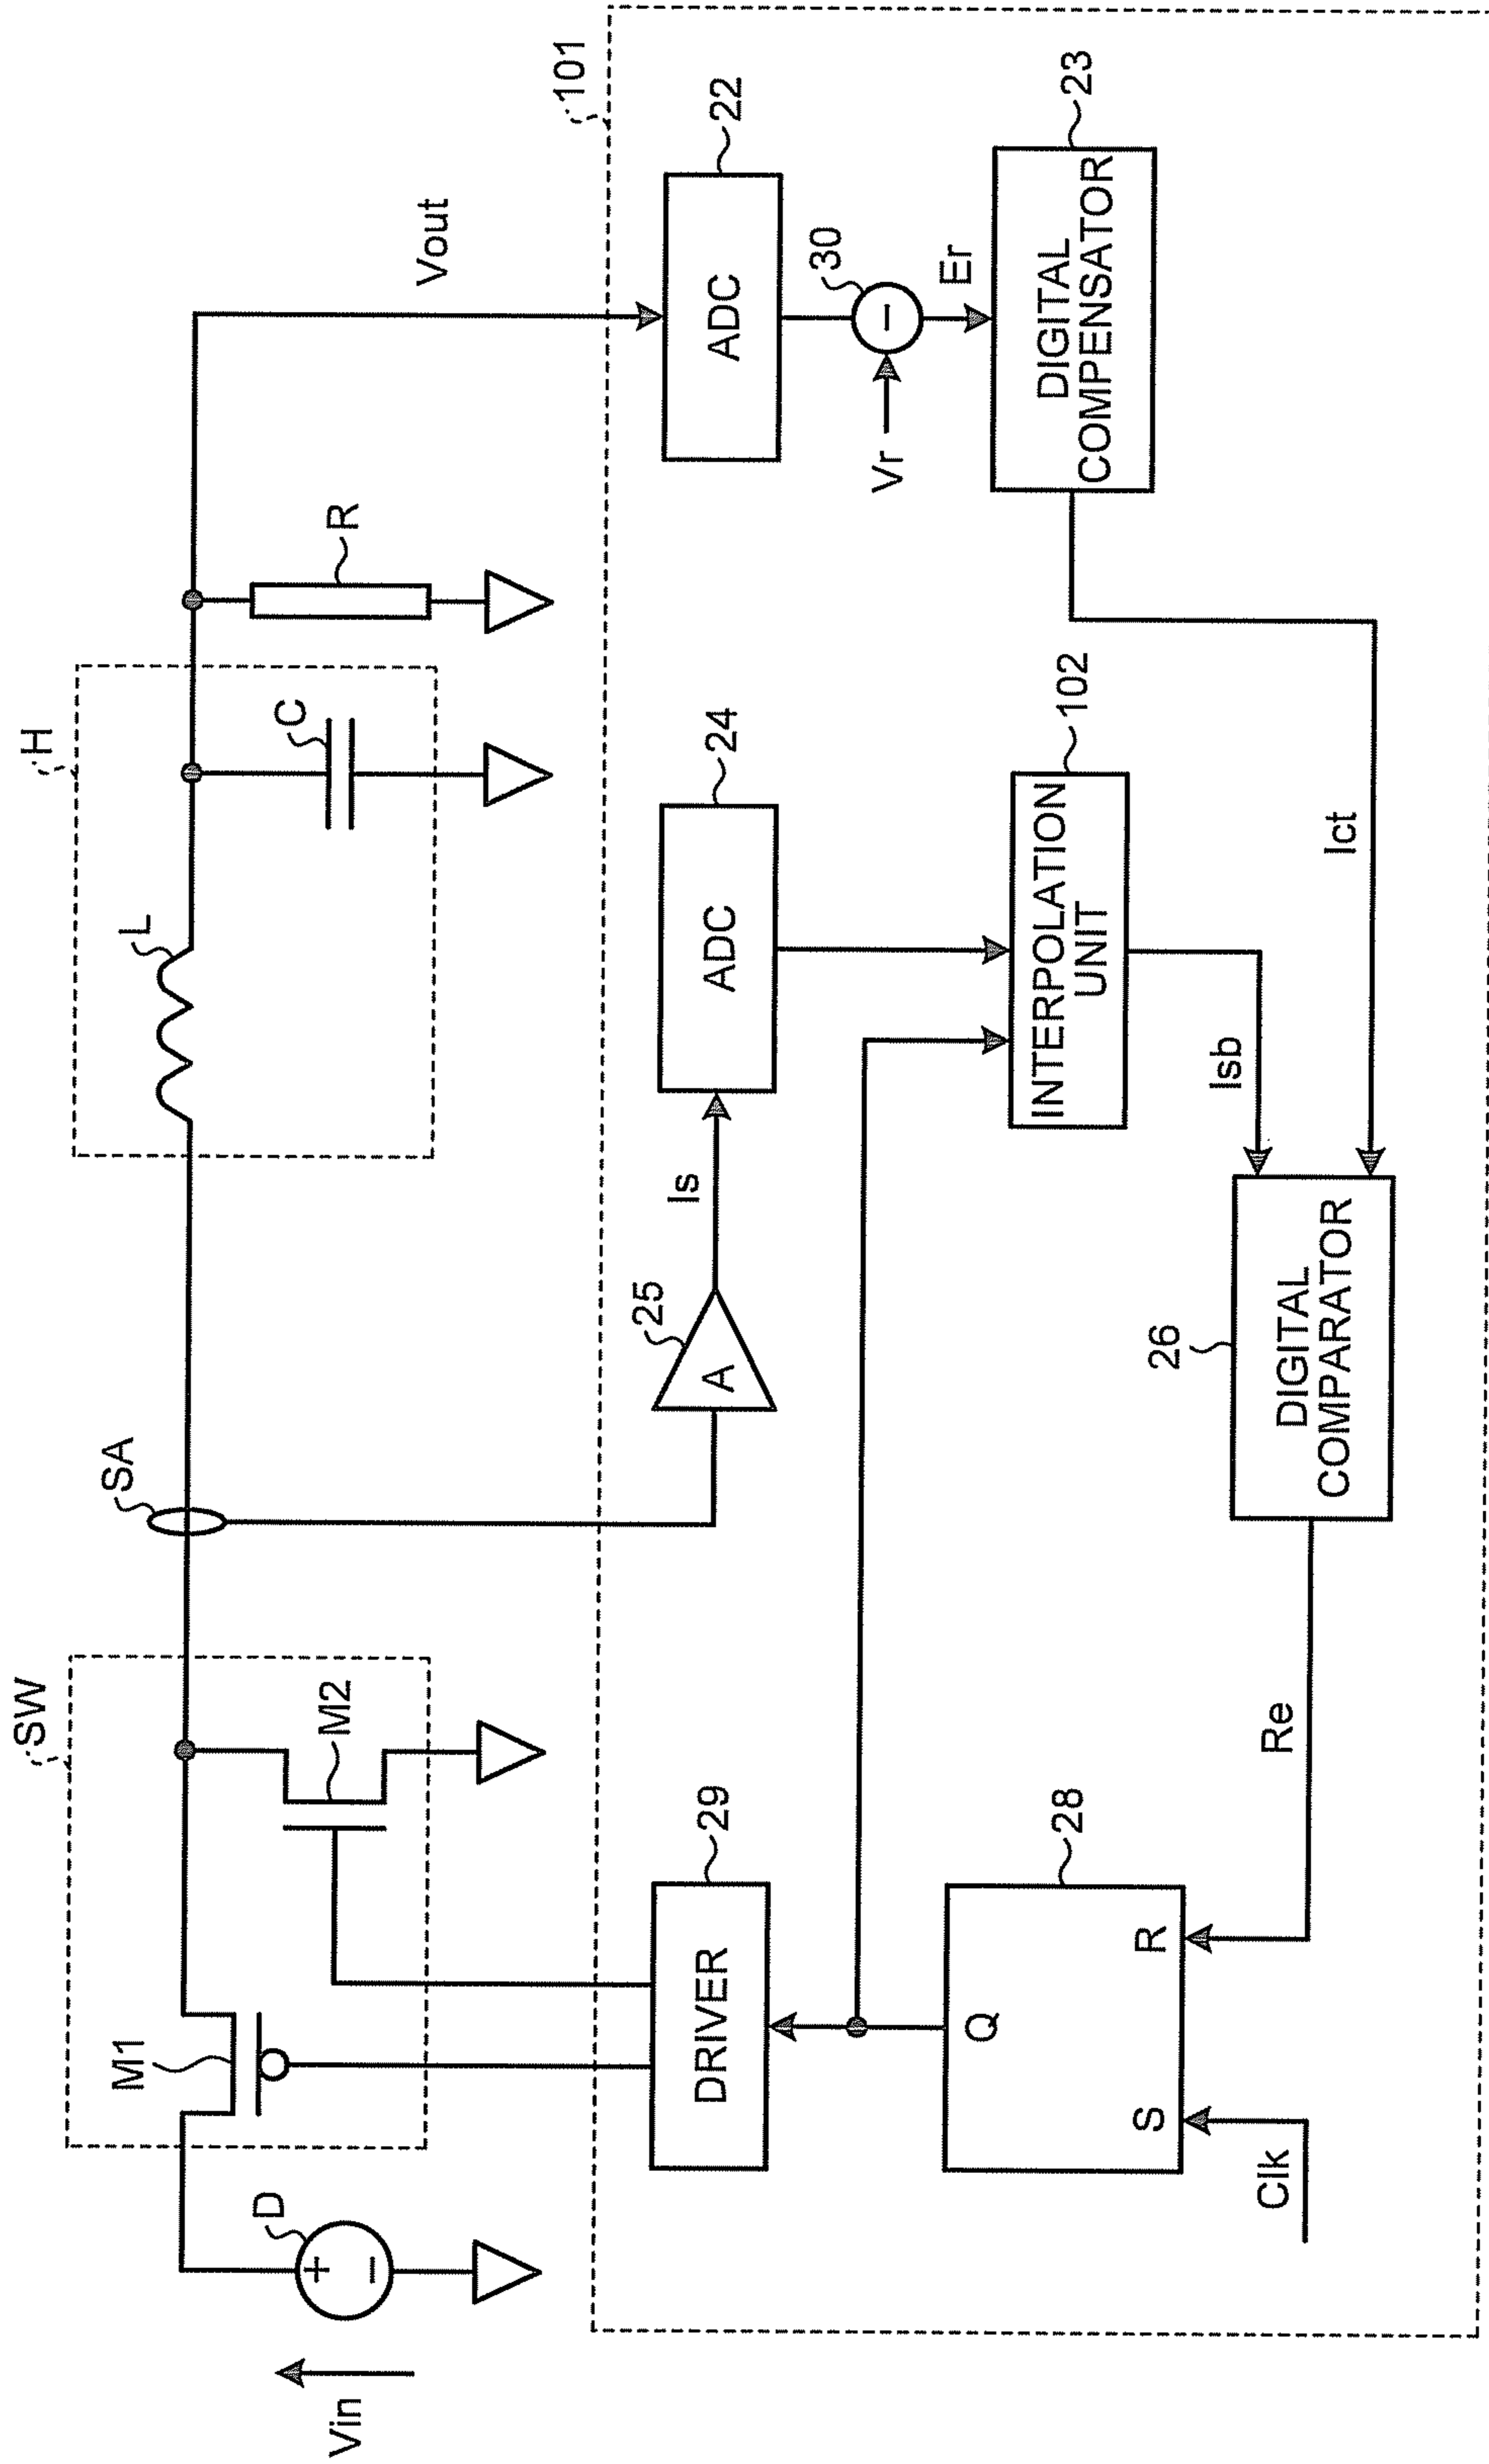 SW
H
M1
M2
SA
L
C
R
D
+
−
Vin
Vout
101
29
DRIVER
25
A
Is
24
ADC
22
ADC
30
−
Vr
Er
28
Q
S
R
Clk
Re
26
DIGITAL
COMPARATOR
Isb
102
INTERPOLATION
UNIT
Ict
23
DIGITAL
COMPENSATOR